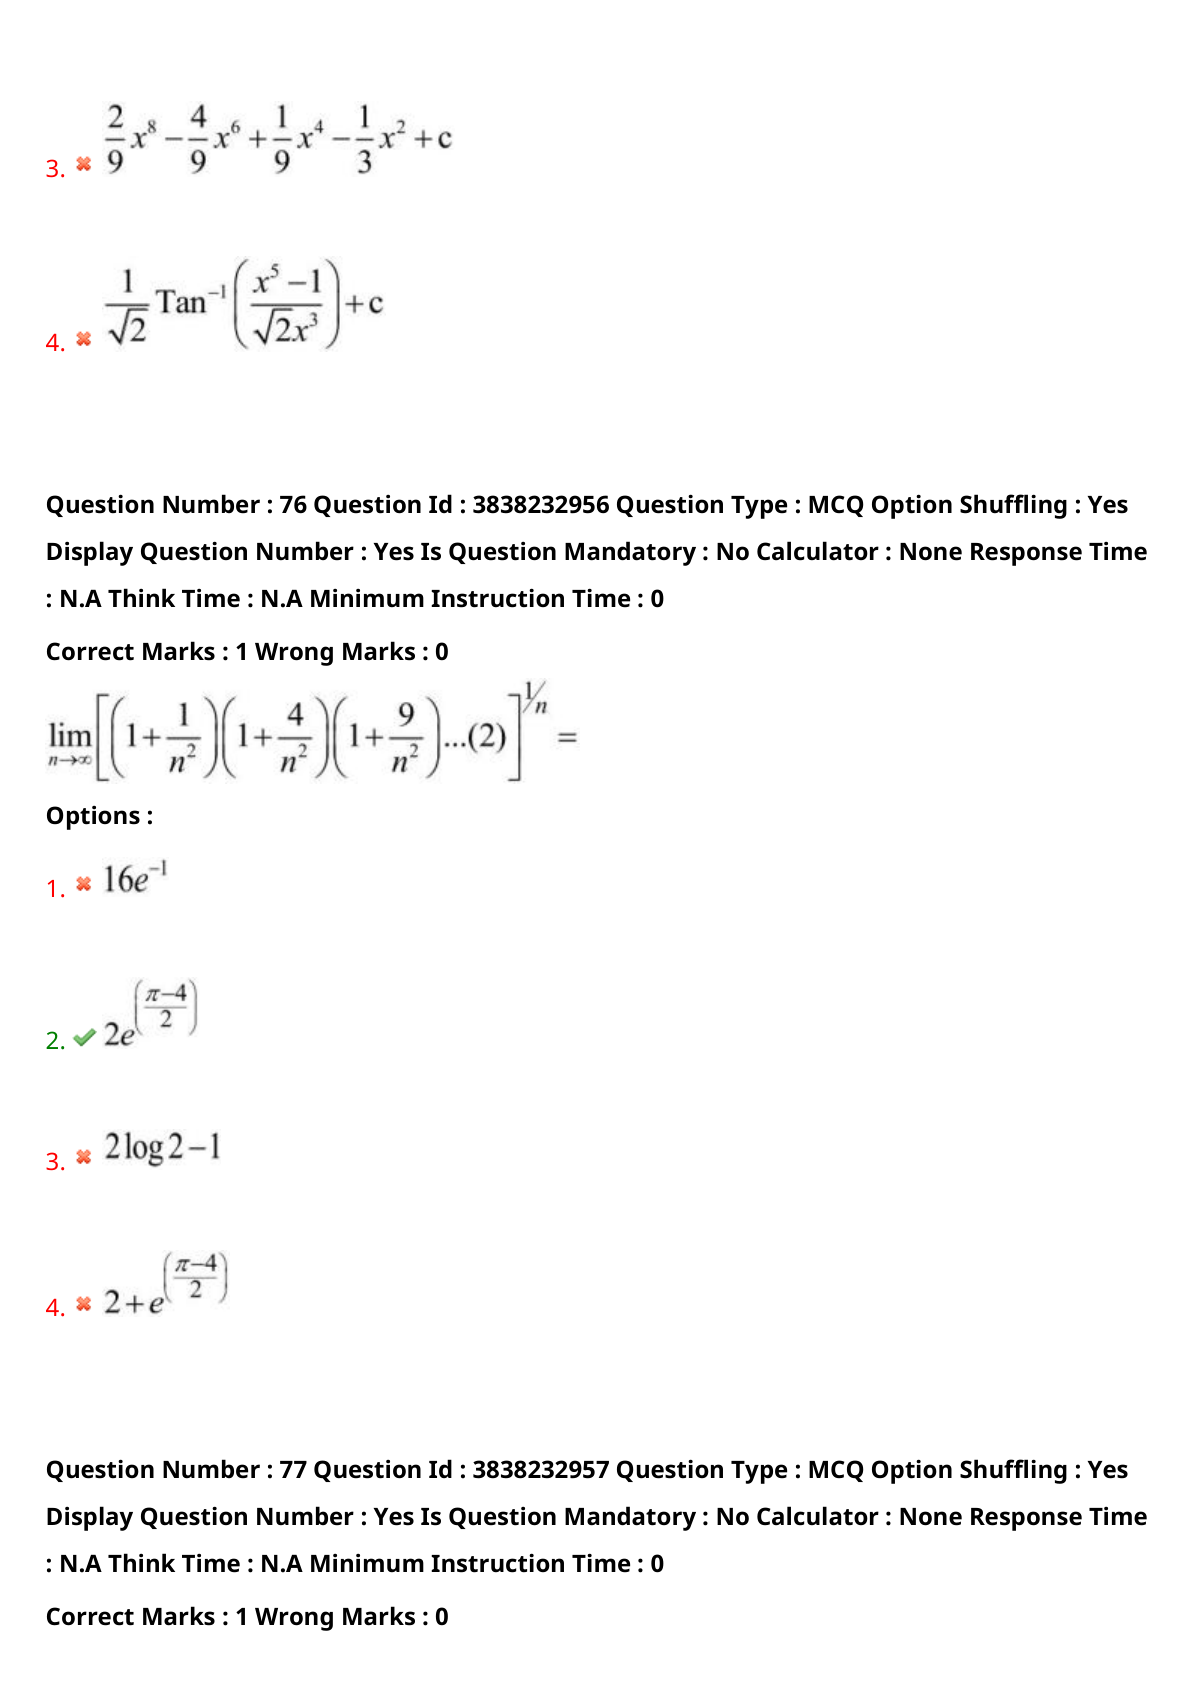 3. \frac{2}{9}x^8 - \frac{4}{9}x^6 + \frac{1}{9}x^4 - \frac{1}{3}x^2 + c
4. \frac{1}{\sqrt{2}} Tan^{-1}\left(\frac{x^5 - 1}{\sqrt{2}x^3}\right) + c
Question Number : 76 Question Id : 3838232956 Question Type : MCQ Option Shuffling : Yes
Display Question Number : Yes Is Question Mandatory : No Calculator : None Response Time
: N.A Think Time : N.A Minimum Instruction Time : 0
Correct Marks : 1 Wrong Marks : 0
\lim_{n→∞}\left[\left(1+\frac{1}{n^2}\right)\left(1+\frac{4}{n^2}\right)\left(1+\frac{9}{n^2}\right)...(2)\right]^{1/n} =
Options :
1. 16e^{-1}
2. 2e^{\left(\frac{π-4}{2}\right)}
3. 2 log 2 − 1
4. 2 + e^{\left(\frac{π-4}{2}\right)}
Question Number : 77 Question Id : 3838232957 Question Type : MCQ Option Shuffling : Yes
Display Question Number : Yes Is Question Mandatory : No Calculator : None Response Time
: N.A Think Time : N.A Minimum Instruction Time : 0
Correct Marks : 1 Wrong Marks : 0